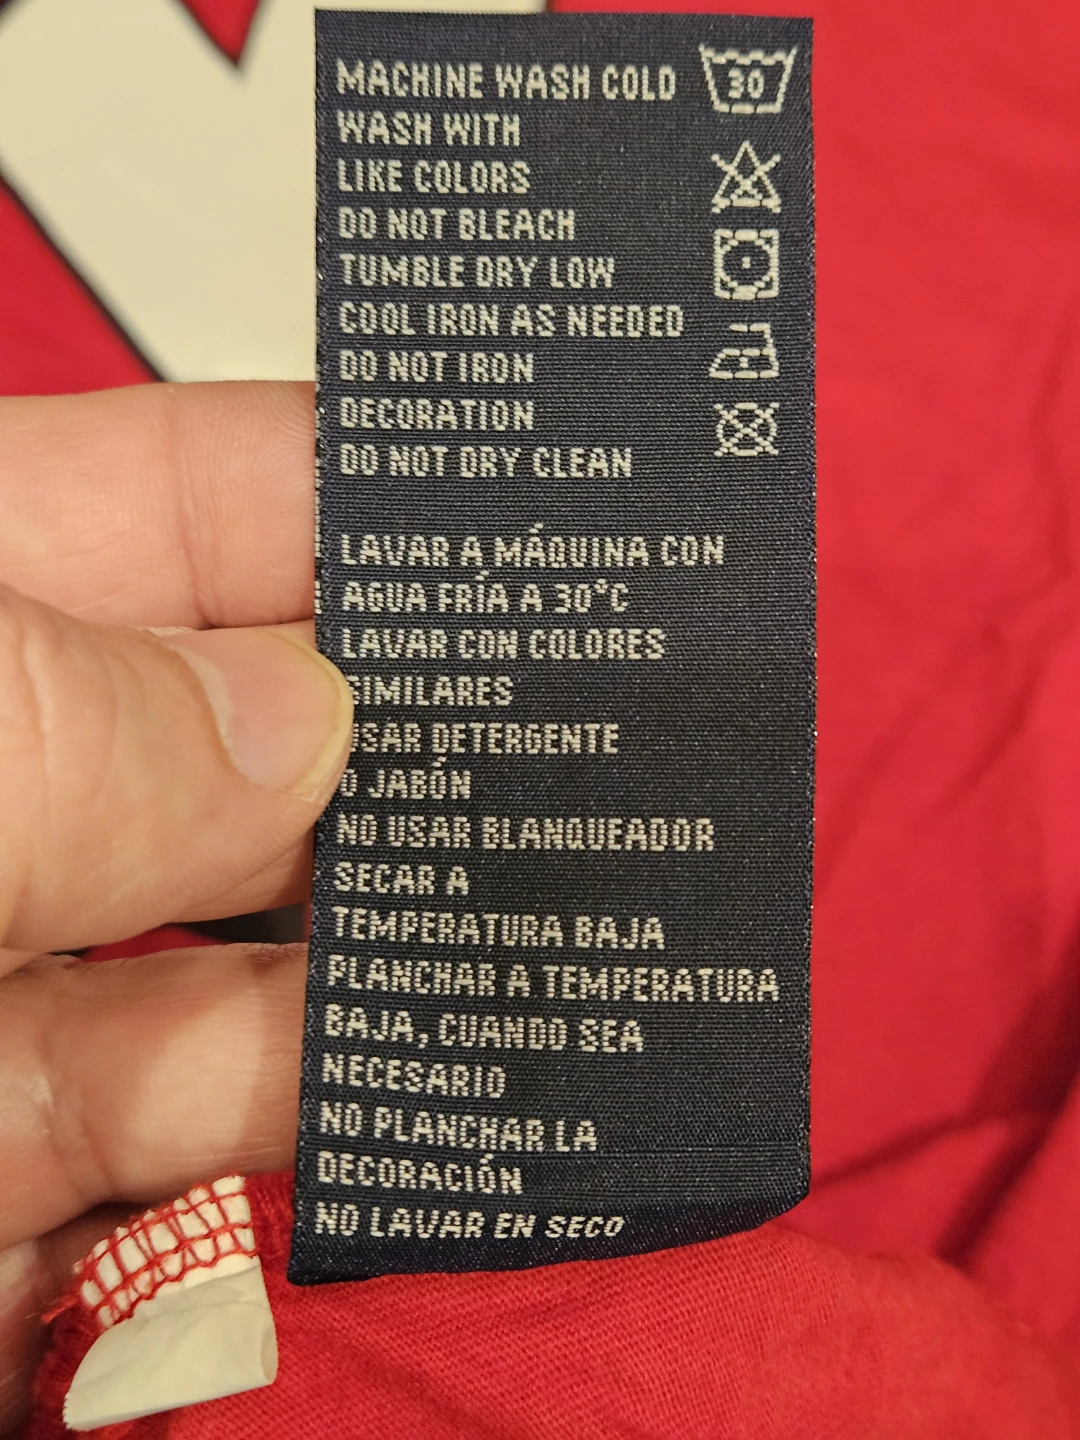 MACHINE WASH COLD
30
WASH WITH
LIKE COLORS
DO NOT BLEACH
TUMBLE DRY LOW
COOL IRON AS NEEDED
DO NOT IRON
DECORATION
DO NOT DRY CLEAN
LAVAR A MÁQUINA CON
AGUA FRÍA A 30°C
LAVAR CON COLORES
SIMILARES
USAR DETERGENTE
O JABÓN
NO USAR BLANQUEADOR
SECAR A
TEMPERATURA BAJA
PLANCHAR A TEMPERATURA
BAJA, CUANDO SEA
NECESARIO
NO PLANCHAR LA
DECORACIÓN
NO LAVAR EN SECO